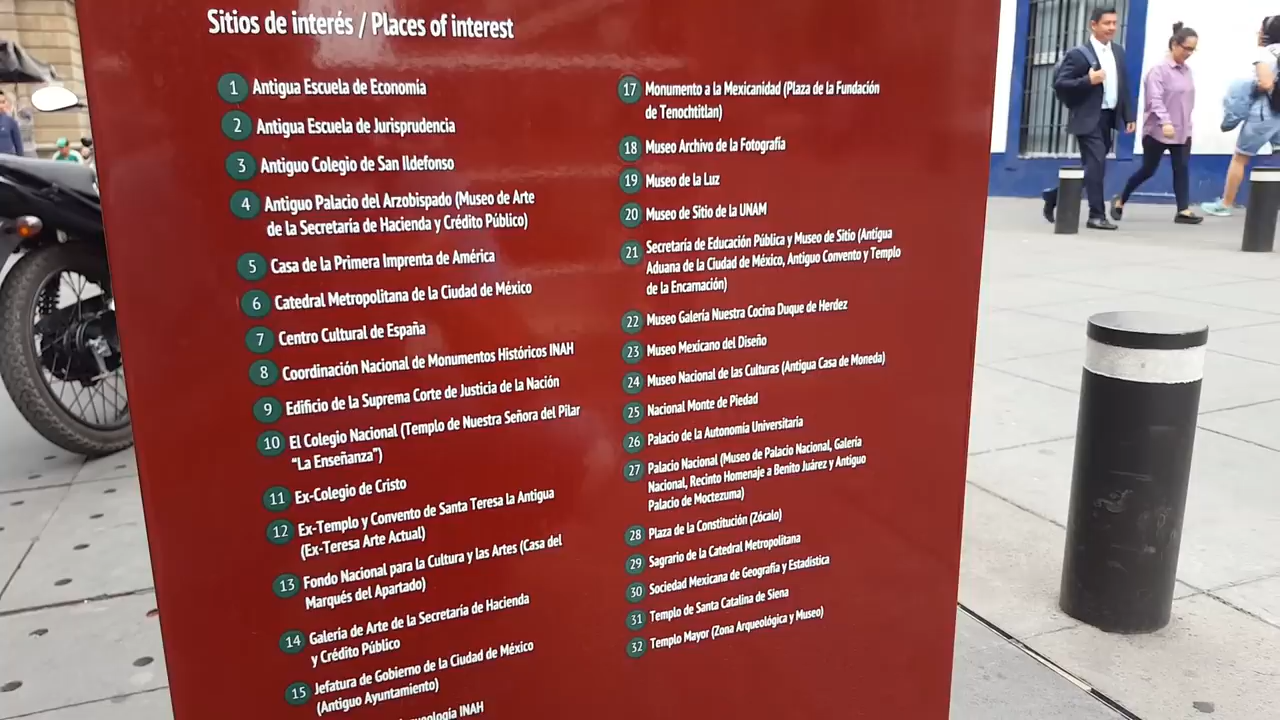 Sitios de interés / Places of interest
1 Antigua Escuela de Economía
2 Antigua Escuela de Jurisprudencia
3 Antiguo Colegio de San Ildefonso
4 Antiguo Palacio del Arzobispado (Museo de Arte
de la Secretaría de Hacienda y Crédito Público)
5 Casa de la Primera Imprenta de América
6 Catedral Metropolitana de la Ciudad de México
7 Centro Cultural de España
8 Coordinación Nacional de Monumentos Históricos INAH
9 Edificio de la Suprema Corte de Justicia de la Nación
10 El Colegio Nacional (Templo de Nuestra Señora del Pilar
"La Enseñanza")
11 Ex-Colegio de Cristo
12 Ex-Templo y Convento de Santa Teresa la Antigua
(Ex-Teresa Arte Actual)
13 Fondo Nacional para la Cultura y las Artes (Casa del
Marqués del Apartado)
14 Galería de Arte de la Secretaría de Hacienda
y Crédito Público
15 Jefatura de Gobierno de la Ciudad de México
(Antiguo Ayuntamiento)
INAH
17 Monumento a la Mexicanidad (Plaza de la Fundación
de Tenochtitlan)
18 Museo Archivo de la Fotografía
19 Museo de la Luz
20 Museo de Sitio de la UNAM
21 Secretaría de Educación Pública y Museo de Sitio (Antigua
Aduana de la Ciudad de México, Antiguo Convento y Templo
de la Encarnación)
22 Museo Galería Nuestra Cocina Duque de Herdez
23 Museo Mexicano del Diseño
24 Museo Nacional de las Culturas (Antigua Casa de Moneda)
25 Nacional Monte de Piedad
26 Palacio de la Autonomía Universitaria
27 Palacio Nacional (Museo de Palacio Nacional, Galería
Nacional, Recinto Homenaje a Benito Juárez y Antiguo
Palacio de Moctezuma)
28 Plaza de la Constitución (Zócalo)
29 Sagrario de la Catedral Metropolitana
30 Sociedad Mexicana de Geografía y Estadística
31 Templo de Santa Catalina de Siena
32 Templo Mayor (Zona Arqueológica y Museo)